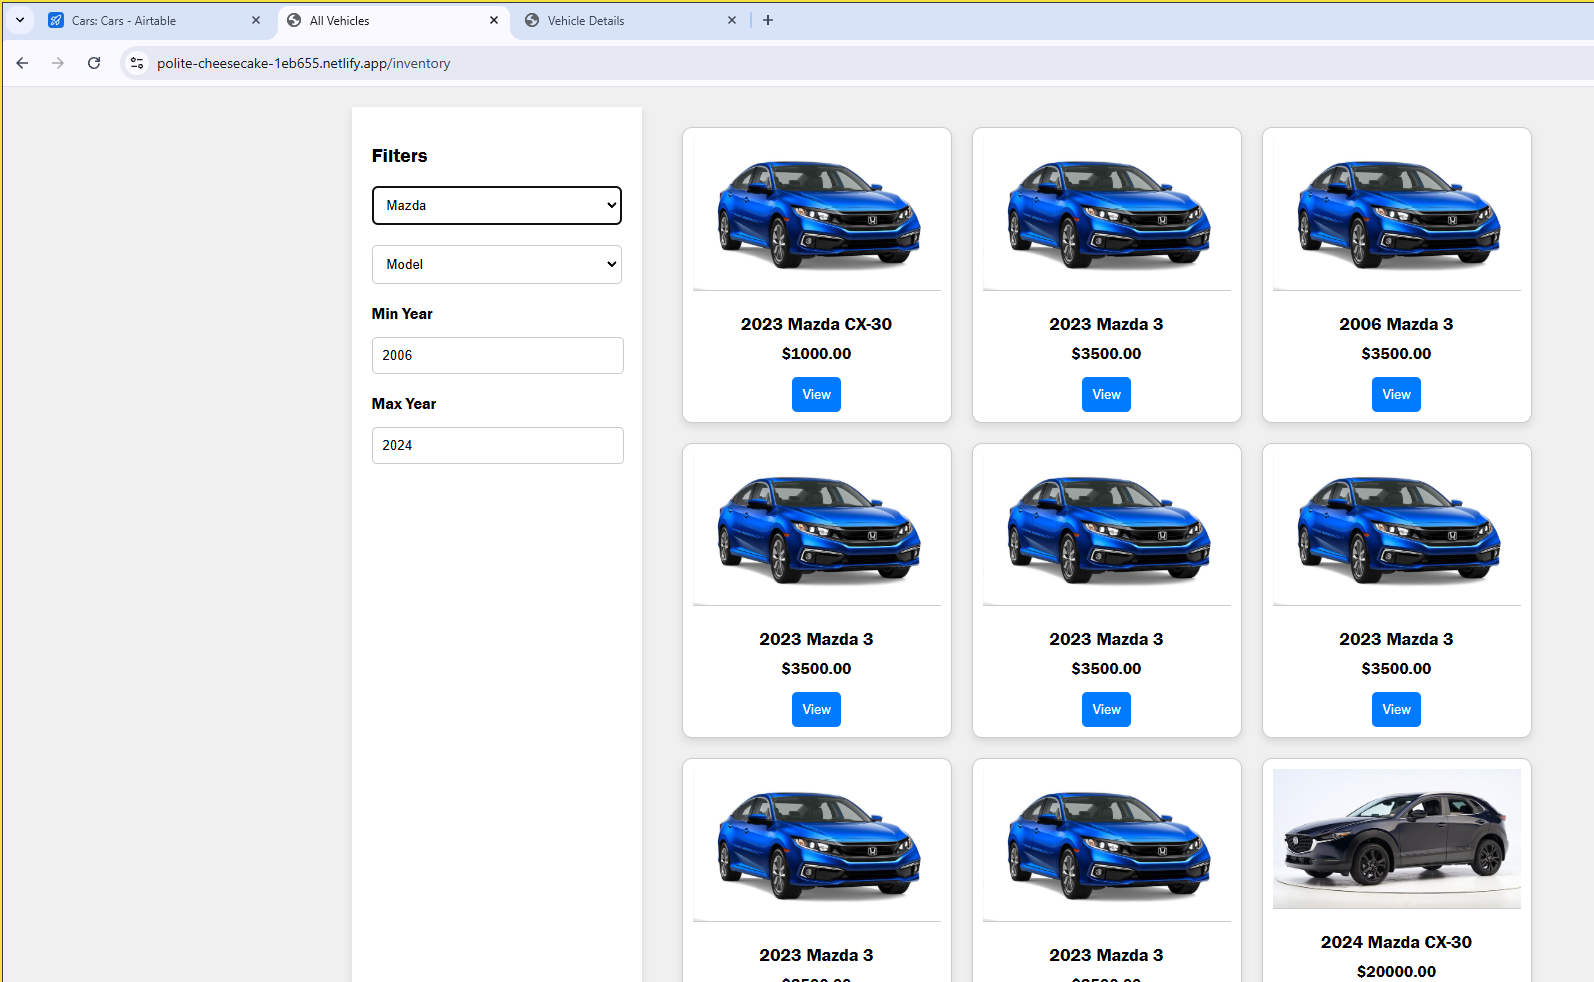 Cars: Cars - Airtable
All Vehicles
Vehicle Details
polite-cheesecake-1eb655.netlify.app/inventory
Filters
Mazda
Model
Min Year
2006
Max Year
2024
2023 Mazda CX-30
$1000.00
View
2023 Mazda 3
$3500.00
View
2006 Mazda 3
$3500.00
View
2023 Mazda 3
$3500.00
View
2023 Mazda 3
$3500.00
View
2023 Mazda 3
$3500.00
View
2023 Mazda 3
2023 Mazda 3
2024 Mazda CX-30
$20000.00